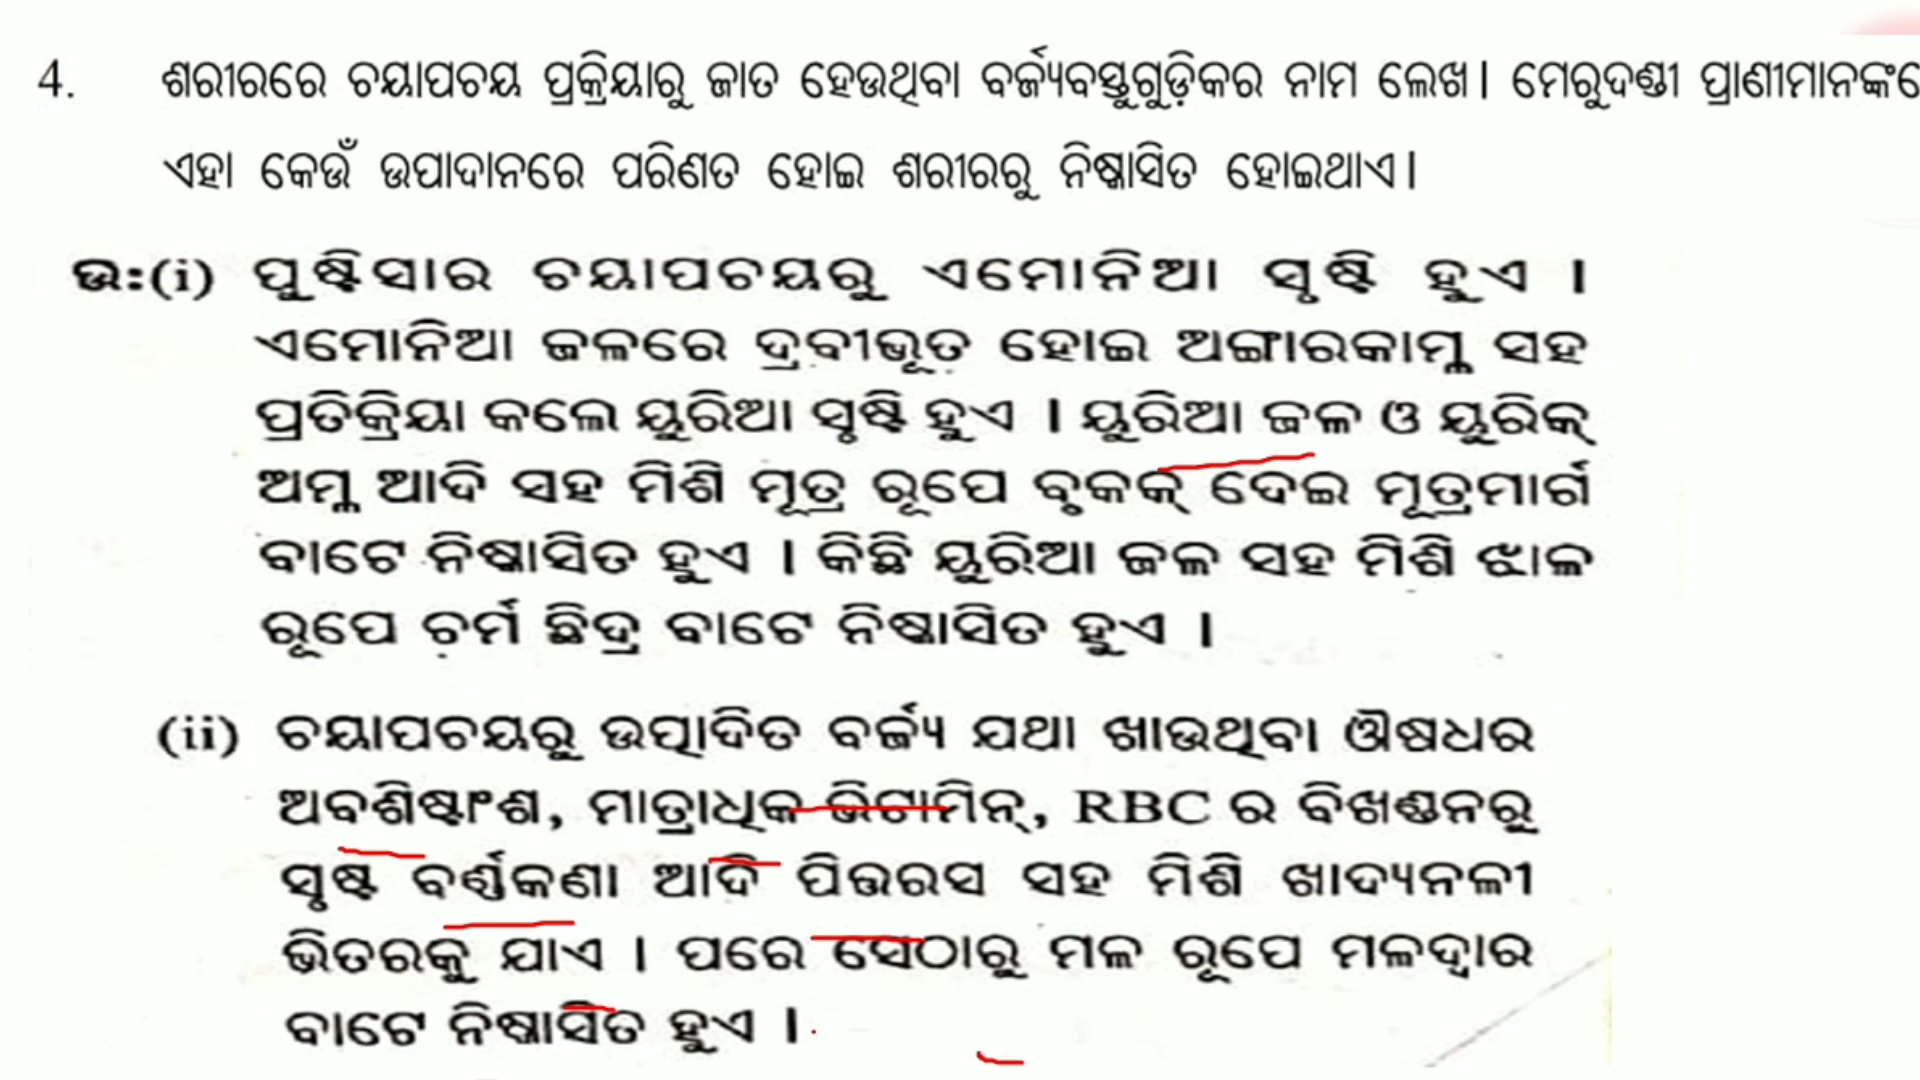 4. ଶରୀରରେ ଚୟାପଚୟ ପ୍ରକ୍ରିୟାରୁ ଜାତ ହେଉଥିବା ବର୍ଜ୍ୟବସ୍ତୁଗୁଡ଼ିକର ନାମ ଲେଖ। ମେରୁଦଣ୍ଡୀ ପ୍ରାଣୀମାନଙ୍କ
ଏହା କେଉଁ ଉପାଦାନରେ ପରିଣତ ହୋଇ ଶରୀରରୁ ନିଷ୍କାସିତ ହୋଇଥାଏ।
ଉଃ(i) ପୁଷ୍ଟିସାର ଚୟାପଚୟରୁ ଏମୋନିଆ ସୃଷ୍ଟି ହୁଏ ।
ଏମୋନିଆ ଜଳରେ ଦ୍ରବୀଭୂତ ହୋଇ ଅଙ୍ଗାରକାମ୍ଳ ସହ
ପ୍ରତିକ୍ରିୟା କଲେ ୟୁରିଆ ସୃଷ୍ଟି ହୁଏ । ୟୁରିଆ ଜଳ ଓ ୟୁରିକ୍
ଅମ୍ଳ ଆଦି ସହ ମିଶି ମୂତ୍ର ରୂପେ ବୃକକ୍ ଦେଇ ମୂତ୍ରମାର୍ଗ
ବାଟେ ନିଷ୍କାସିତ ହୁଏ । କିଛି ୟୁରିଆ ଜଳ ସହ ମିଶି ଝାଳ
ରୂପେ ଚର୍ମ ଛିଦ୍ର ବାଟେ ନିଷ୍କାସିତ ହୁଏ ।
(ii) ଚୟାପଚୟରୁ ଉତ୍ପାଦିତ ବର୍ଜ୍ୟ ଯଥା ଖାଉଥିବା ଔଷଧର
ଅବଶିଷ୍ଟାଂଶ, ମାତ୍ରାଧିକ ଭିଟାମିନ୍, RBC ର ବିଖଣ୍ଡନରୁ
ସୃଷ୍ଟ ବର୍ଣ୍ଣକଣା ଆଦି ପିତ୍ତରସ ସହ ମିଶି ଖାଦ୍ୟନଳୀ
ଭିତରକୁ ଯାଏ । ପରେ ସେଠାରୁ ମଳ ରୂପେ ମଳଦ୍ୱାର
ବାଟେ ନିଷ୍କାସିତ ହୁଏ ।